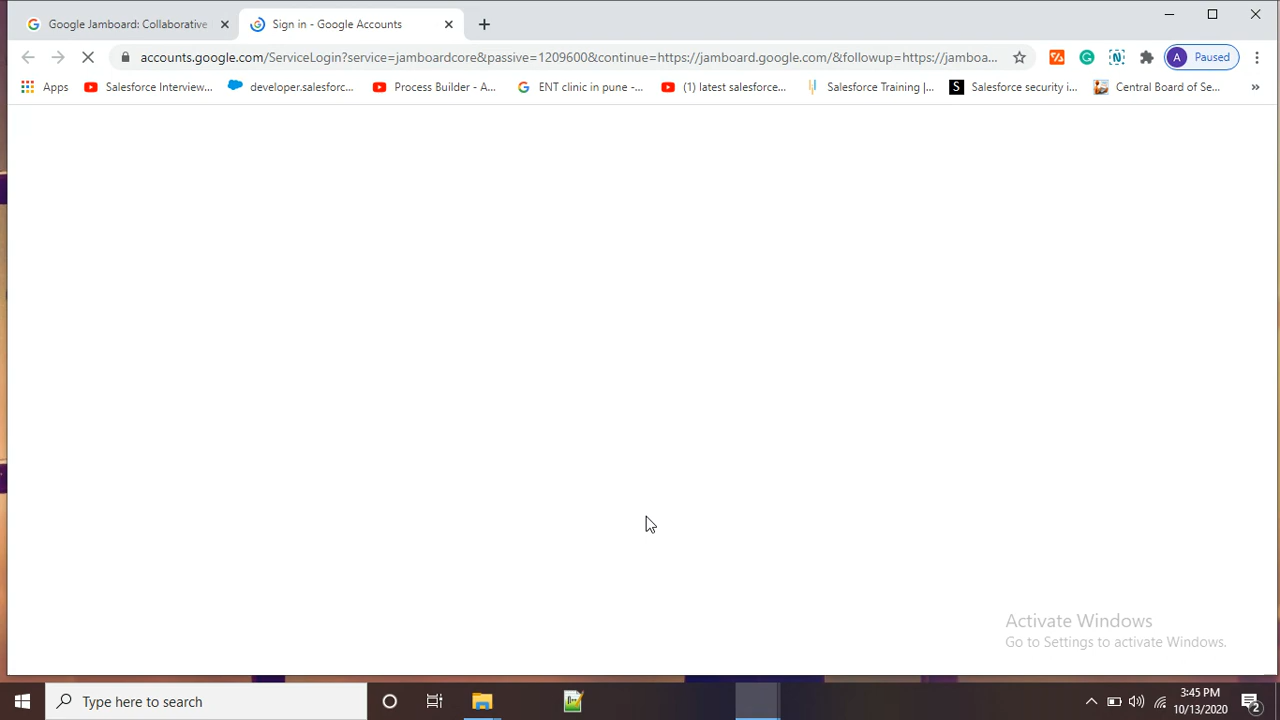 Google Jamboard: Collaborative
Sign in - Google Accounts
accounts.google.com/ServiceLogin?service=jamboardcore&passive=1209600&continue=https://jamboard.google.com/&followup=https://jamboa...
A Paused
Apps
Salesforce Interview...
developer.salesforc...
Process Builder - A...
ENT clinic in pune -...
(1) latest salesforce...
Salesforce Training |...
S Salesforce security i...
Central Board of Se...
»
Activate Windows
Go to Settings to activate Windows.
Type here to search
3:45 PM
10/13/2020
2